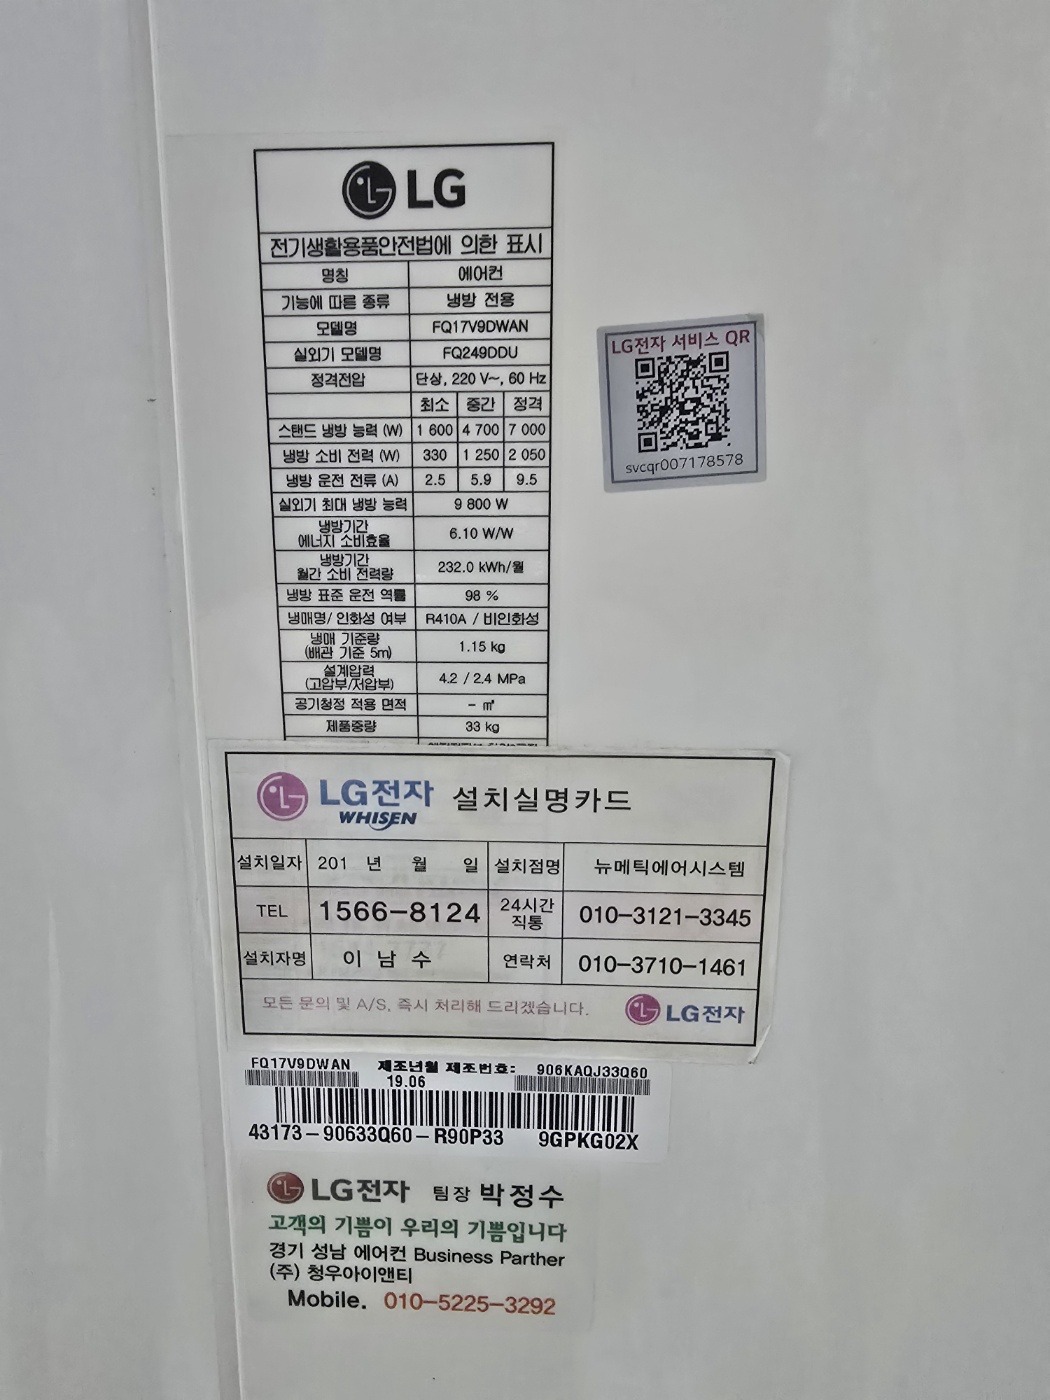 LG
전기생활용품안전법에 의한 표시
명칭 에어컨
기능에 따른 종류 냉방 전용
모델명 FQ17V9DWAN
실외기 모델명 FQ249DDU
정격전압 단상, 220 V~, 60 Hz
최소 중간 정격
스탠드 냉방 능력 (W) 1 600 4 700 7 000
냉방 소비 전력 (W) 330 1 250 2 050
냉방 운전 전류 (A) 2.5 5.9 9.5
실외기 최대 냉방 능력 9 800 W
냉방기간
에너지 소비효율 6.10 W/W
냉방기간
월간 소비 전력량 232.0 kWh/월
냉방 표준 운전 역률 98 %
냉매명/ 인화성 여부 R410A / 비인화성
냉매 기준량
(배관 기준 5m) 1.15 kg
설계압력
(고압부/저압부) 4.2 / 2.4 MPa
공기청정 적용 면적 - ㎡
제품중량 33 kg
LG전자 서비스 QR
svcqr007178578
LG전자 WHISEN 설치실명카드
설치일자 201 년 월 일 설치점명 뉴메틱에어시스템
TEL 1566-8124 24시간 직통 010-3121-3345
설치자명 이 남 수 연락처 010-3710-1461
모든 문의 및 A/S, 즉시 처리해 드리겠습니다. LG전자
FQ17V9DWAN 제조년월 제조번호: 906KAQJ33Q60
19.06
43173-90633Q60-R90P33 9GPKG02X
LG전자 팀장 박정수
고객의 기쁨이 우리의 기쁨입니다
경기 성남 에어컨 Business Parther
(주) 청우아이앤티
Mobile. 010-5225-3292